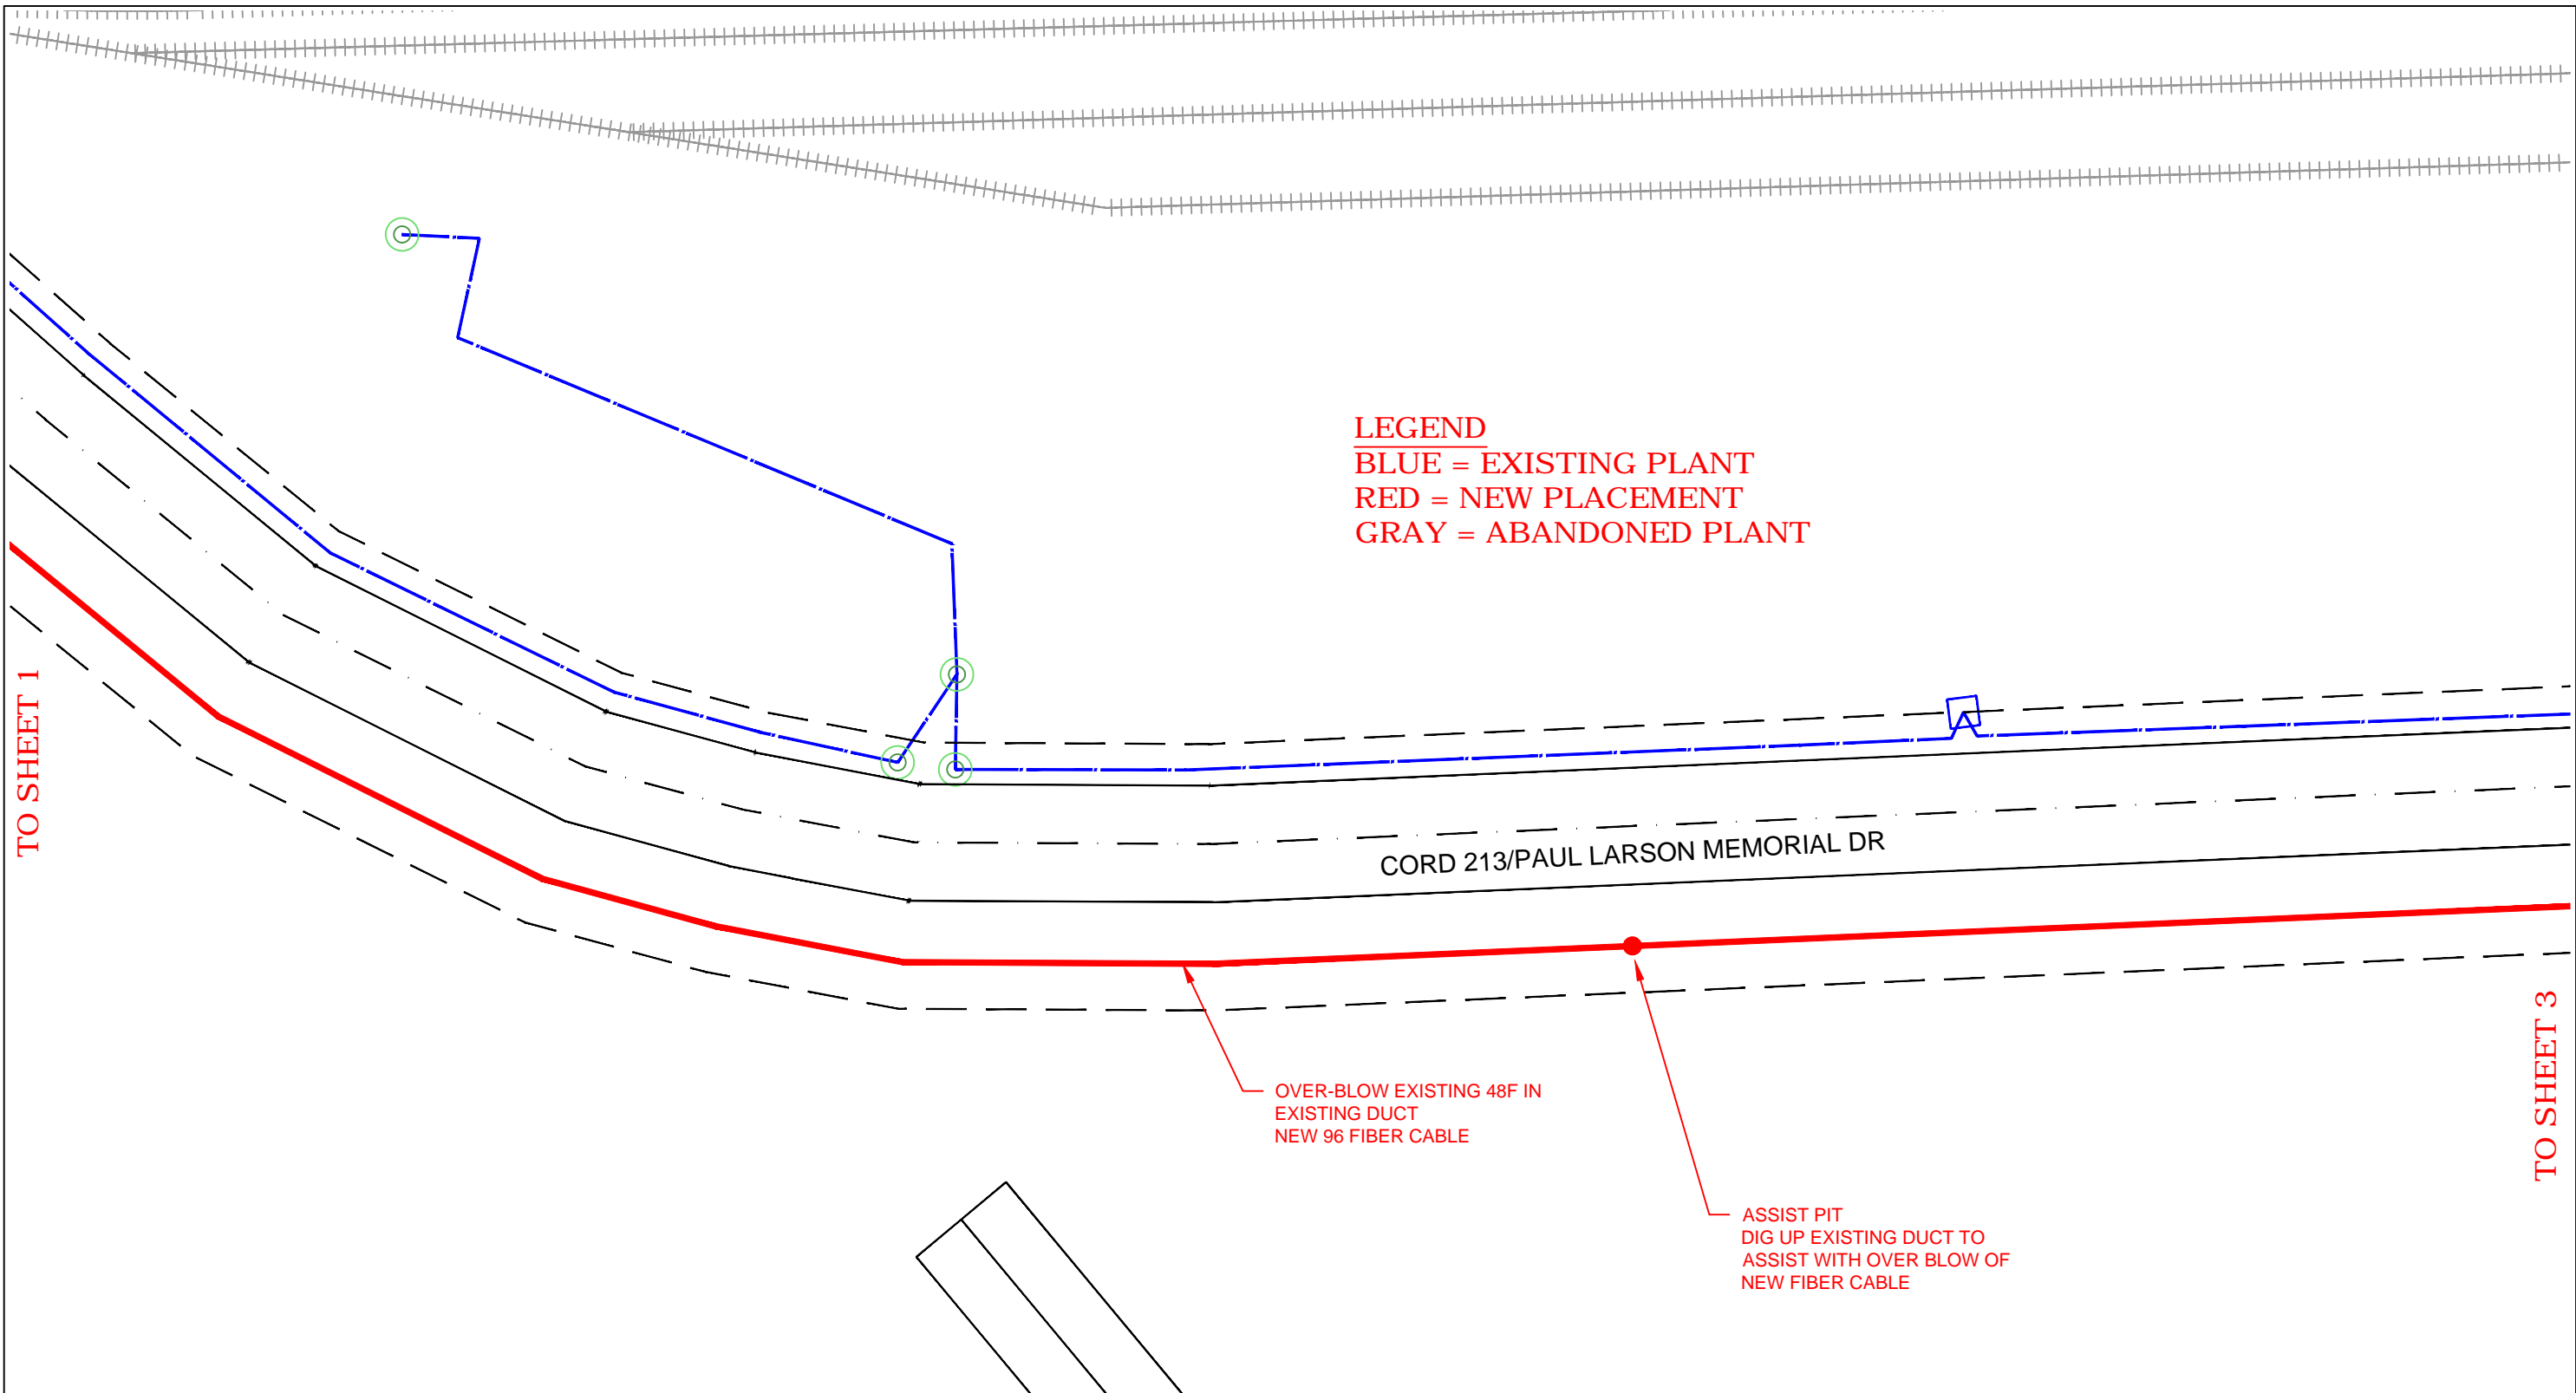 LEGEND
BLUE = EXISTING PLANT
RED = NEW PLACEMENT
GRAY = ABANDONED PLANT
TO SHEET 1
CORD 213/PAUL LARSON MEMORIAL DR
TO SHEET 3
OVER-BLOW EXISTING 48F IN
EXISTING DUCT
NEW 96 FIBER CABLE
ASSIST PIT
DIG UP EXISTING DUCT TO
ASSIST WITH OVER BLOW OF
NEW FIBER CABLE